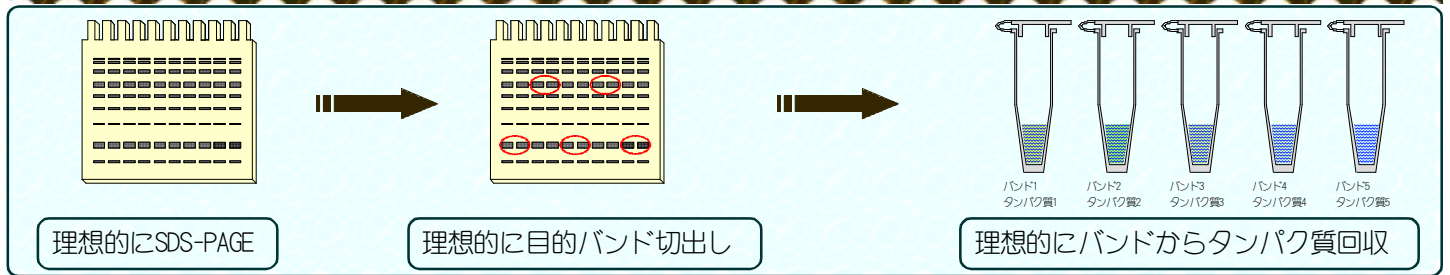 バンド1
タンパク質1
バンド2
タンパク質2
バンド3
タンパク質3
バンド4
タンパク質4
バンド5
タンパク質5
理想的にSDS-PAGE
理想的に目的バンド切出し
理想的にバンドからタンパク質回収